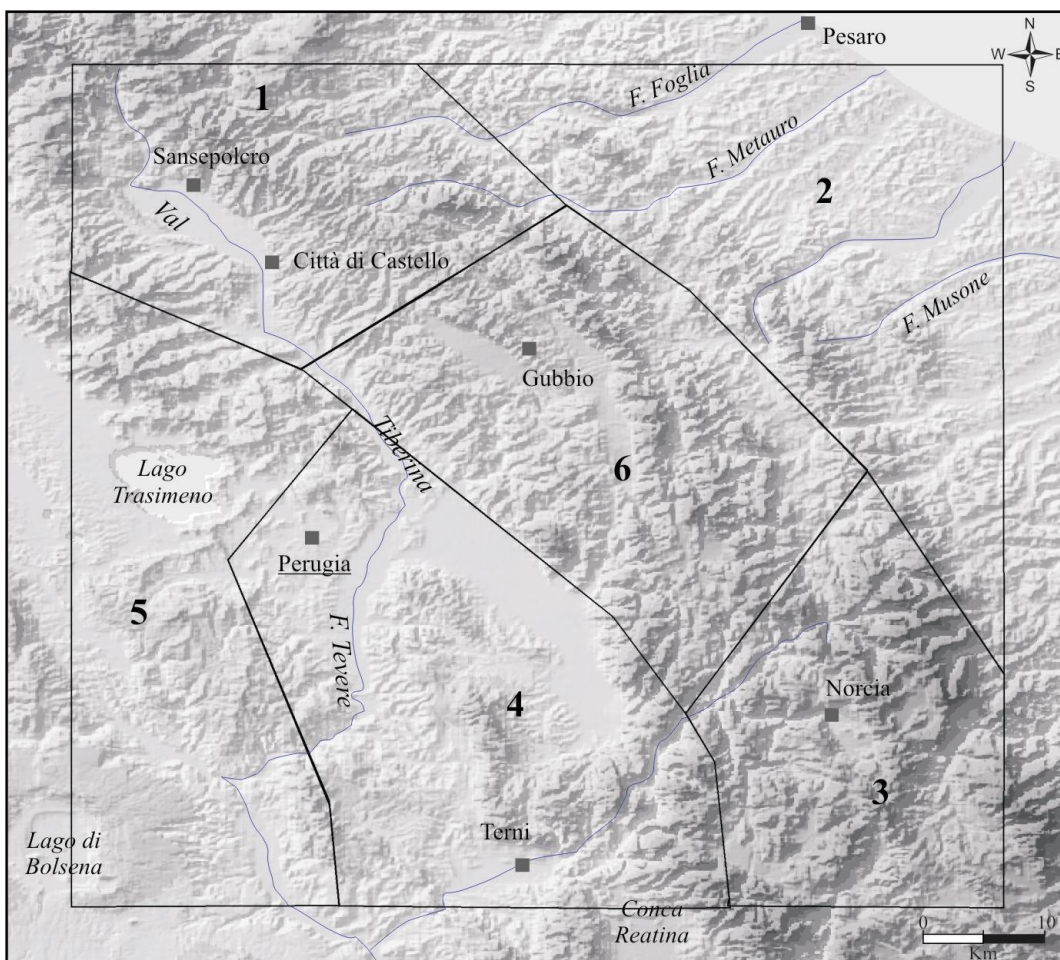 Pesaro
N
W E
S
F. Foglia
1
F. Metauro
Sansepolcro
2
Val
Città di Castello
F. Musone
Gubbio
Tiberina
Lago
Trasimeno
6
Perugia
5
F. Tevere
Norcia
4
3
Terni
Lago di
Bolsena
Conca
Reatina
0 10
Km